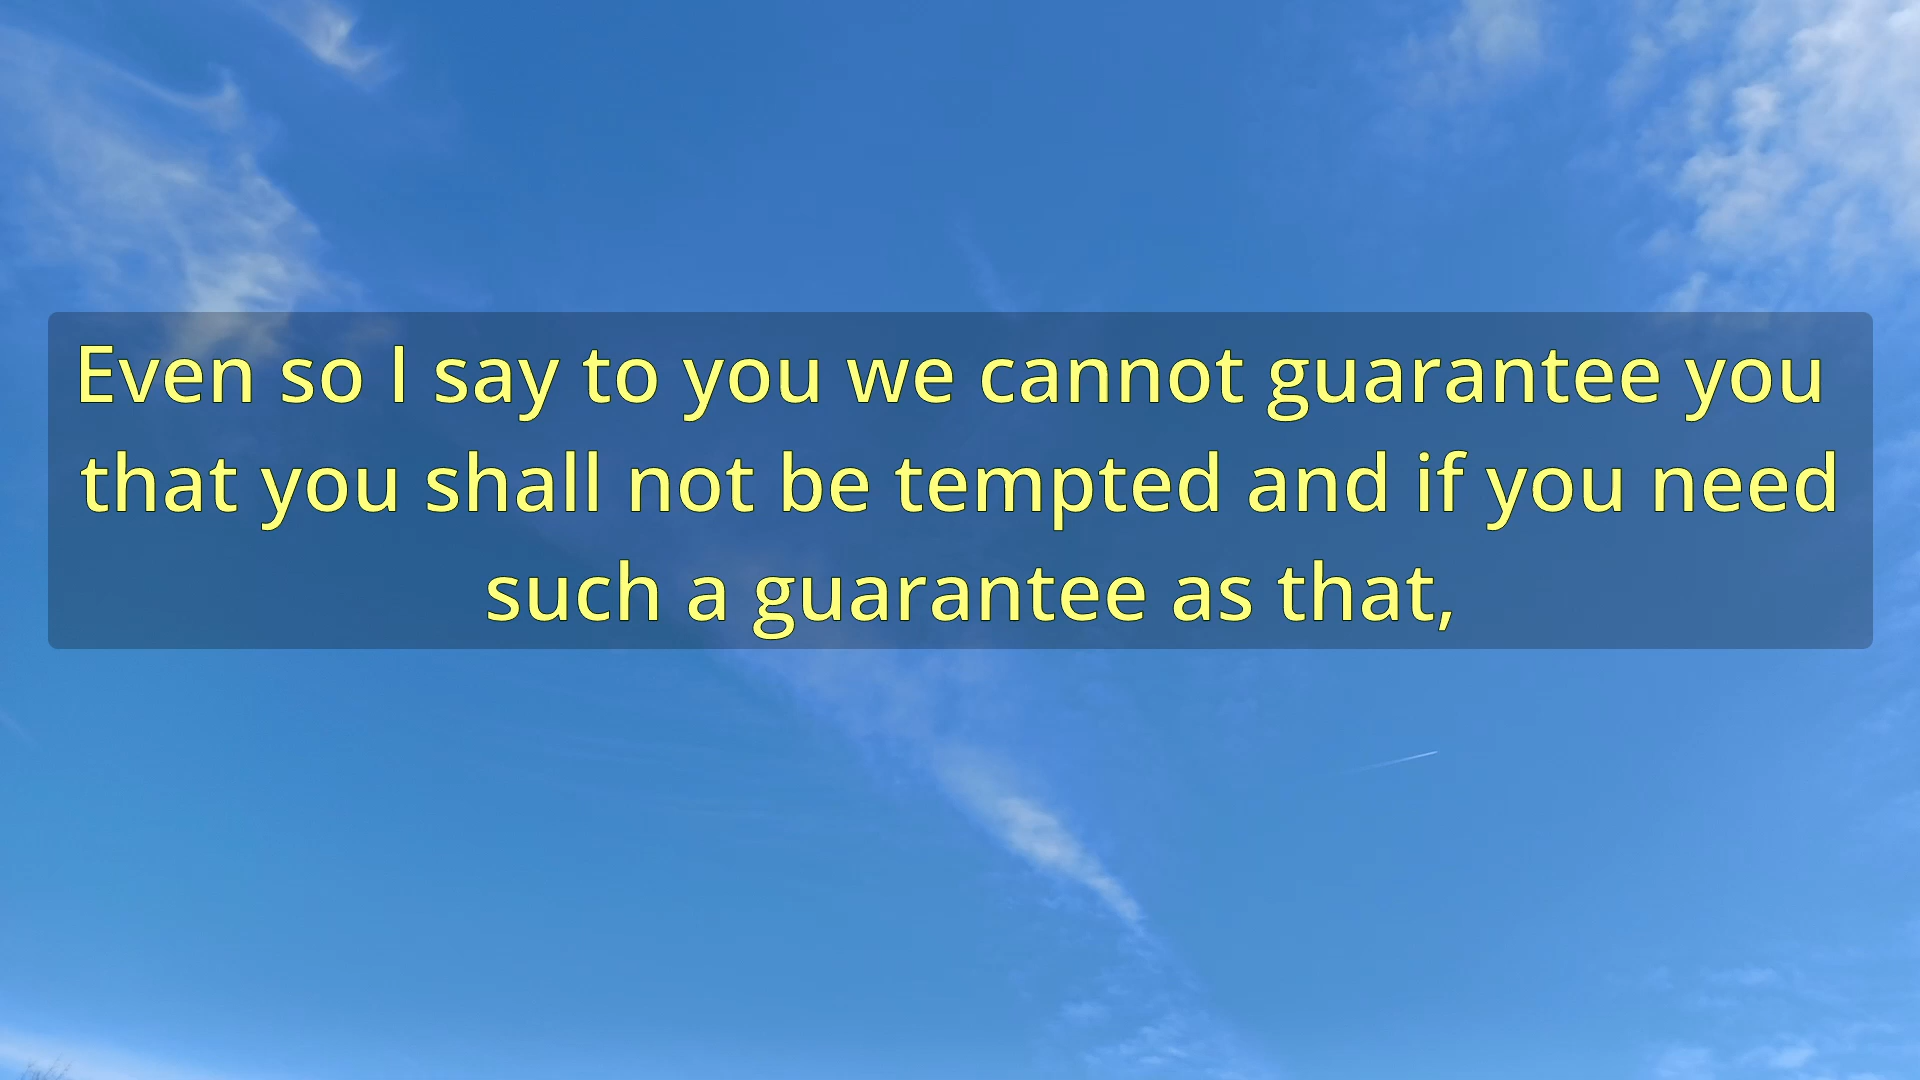 Even so I say to you we cannot guarantee you
that you shall not be tempted and if you need
such a guarantee as that,